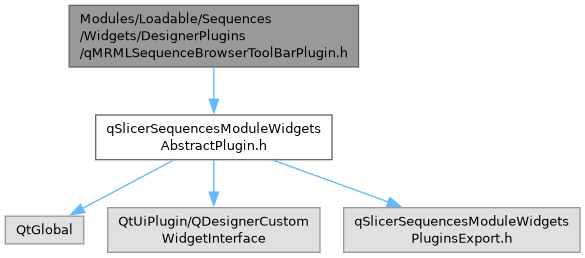 Modules/Loadable/Sequences
/Widgets/DesignerPlugins
/qMRMLSequenceBrowserToolBarPlugin.h
qSlicerSequencesModuleWidgets
AbstractPlugin.h
QtGlobal
QtUiPlugin/QDesignerCustom
WidgetInterface
qSlicerSequencesModuleWidgets
PluginsExport.h